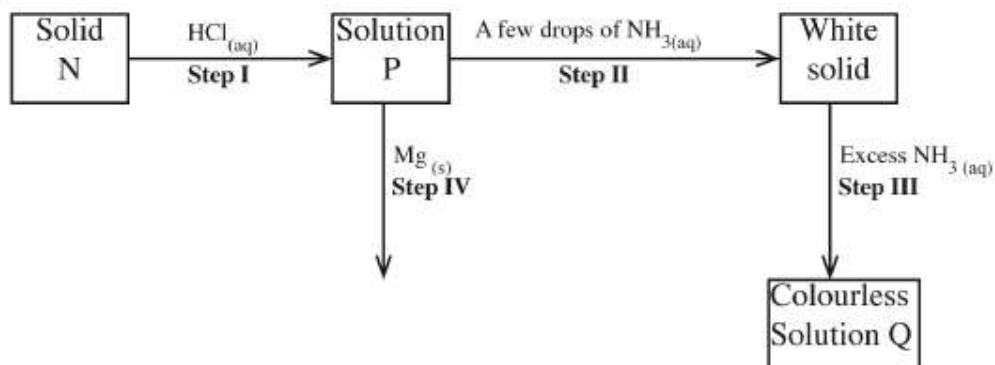 Solid
N
HCl(aq)
Step I
Solution
P
A few drops of NH3(aq)
Step II
White
solid
Mg (s)
Step IV
Excess NH3 (aq)
Step III
Colourless
Solution Q